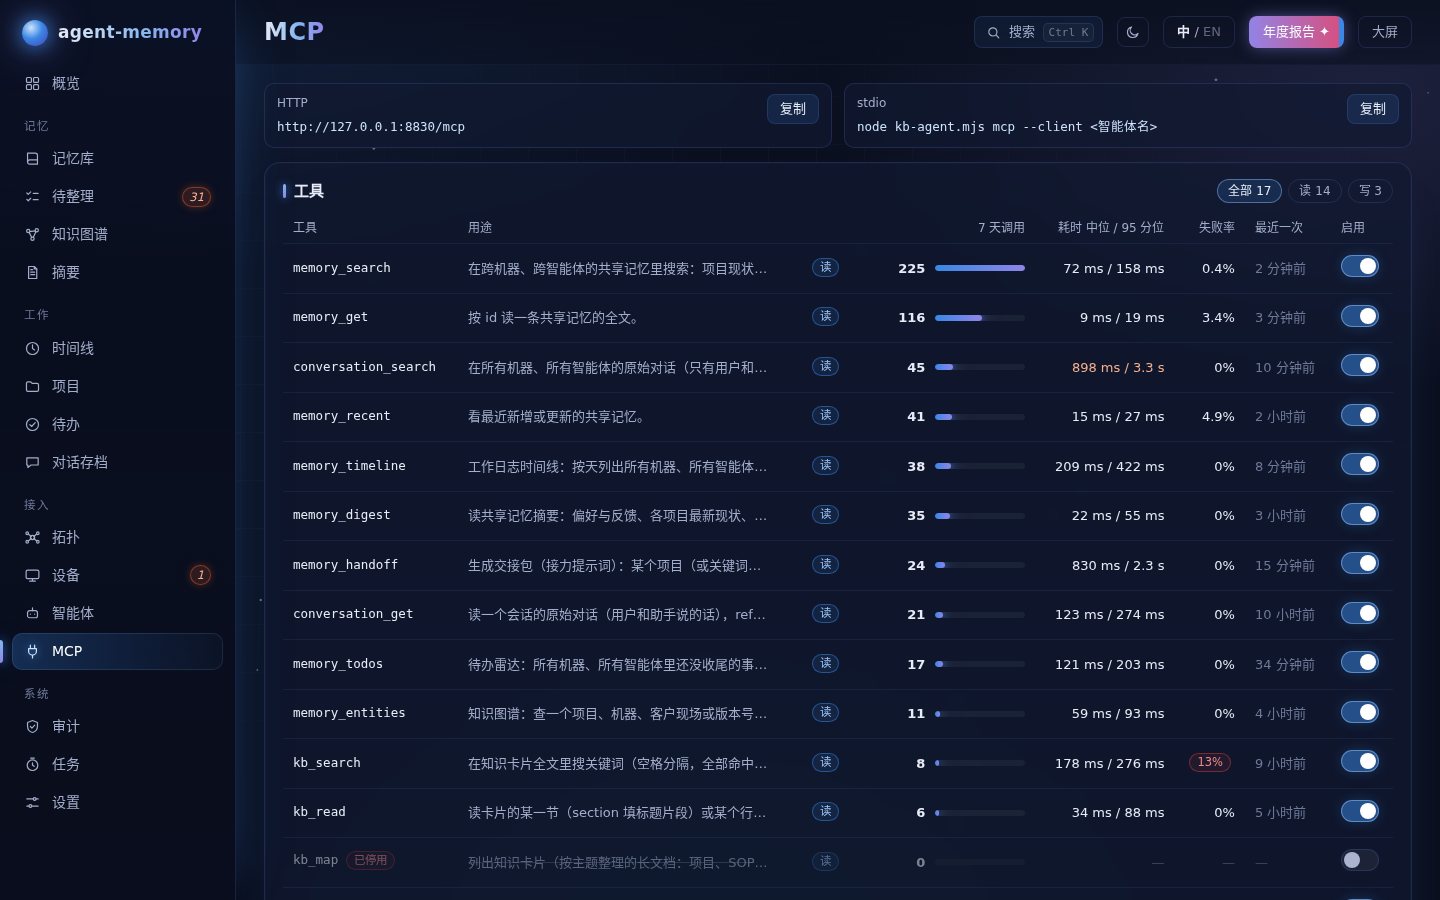 agent-memory
概览
记忆
记忆库
待整理 31
知识图谱
摘要
工作
时间线
项目
待办
对话存档
接入
拓扑
设备 1
智能体
MCP
系统
审计
任务
设置
MCP
搜索 Ctrl K
中 / EN
年度报告 ✦
大屏
HTTP
http://127.0.0.1:8830/mcp
复制
stdio
node kb-agent.mjs mcp --client <智能体名>
复制
工具
全部 17 读 14 写 3
工具 用途 7 天调用 耗时 中位 / 95 分位 失败率 最近一次 启用
memory_search 在跨机器、跨智能体的共享记忆里搜索：项目现状… 读 225 72 ms / 158 ms 0.4% 2 分钟前
memory_get 按 id 读一条共享记忆的全文。 读 116 9 ms / 19 ms 3.4% 3 分钟前
conversation_search 在所有机器、所有智能体的原始对话（只有用户和… 读 45 898 ms / 3.3 s 0% 10 分钟前
memory_recent 看最近新增或更新的共享记忆。 读 41 15 ms / 27 ms 4.9% 2 小时前
memory_timeline 工作日志时间线：按天列出所有机器、所有智能体… 读 38 209 ms / 422 ms 0% 8 分钟前
memory_digest 读共享记忆摘要：偏好与反馈、各项目最新现状、… 读 35 22 ms / 55 ms 0% 3 小时前
memory_handoff 生成交接包（接力提示词）：某个项目（或关键词… 读 24 830 ms / 2.3 s 0% 15 分钟前
conversation_get 读一个会话的原始对话（用户和助手说的话），ref… 读 21 123 ms / 274 ms 0% 10 小时前
memory_todos 待办雷达：所有机器、所有智能体里还没收尾的事… 读 17 121 ms / 203 ms 0% 34 分钟前
memory_entities 知识图谱：查一个项目、机器、客户现场或版本号… 读 11 59 ms / 93 ms 0% 4 小时前
kb_search 在知识卡片全文里搜关键词（空格分隔，全部命中… 读 8 178 ms / 276 ms 13% 9 小时前
kb_read 读卡片的某一节（section 填标题片段）或某个行… 读 6 34 ms / 88 ms 0% 5 小时前
kb_map 已停用 列出知识卡片（按主题整理的长文档：项目、SOP… 读 0 — — —